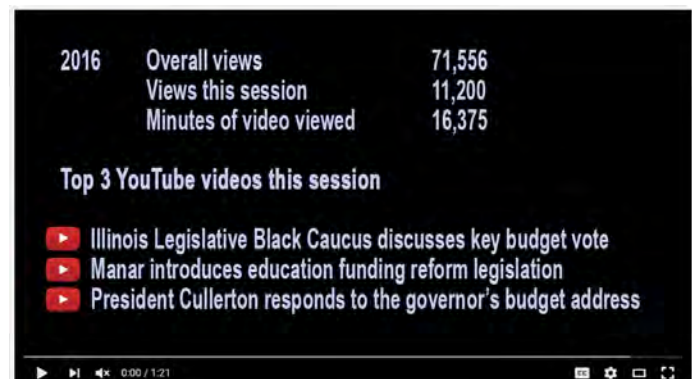 2016 Overall views 71,556
Views this session 11,200
Minutes of video viewed 16,375
Top 3 YouTube videos this session
Illinois Legislative Black Caucus discusses key budget vote
Manar introduces education funding reform legislation
President Cullerton responds to the governor's budget address
0:00 / 1:21